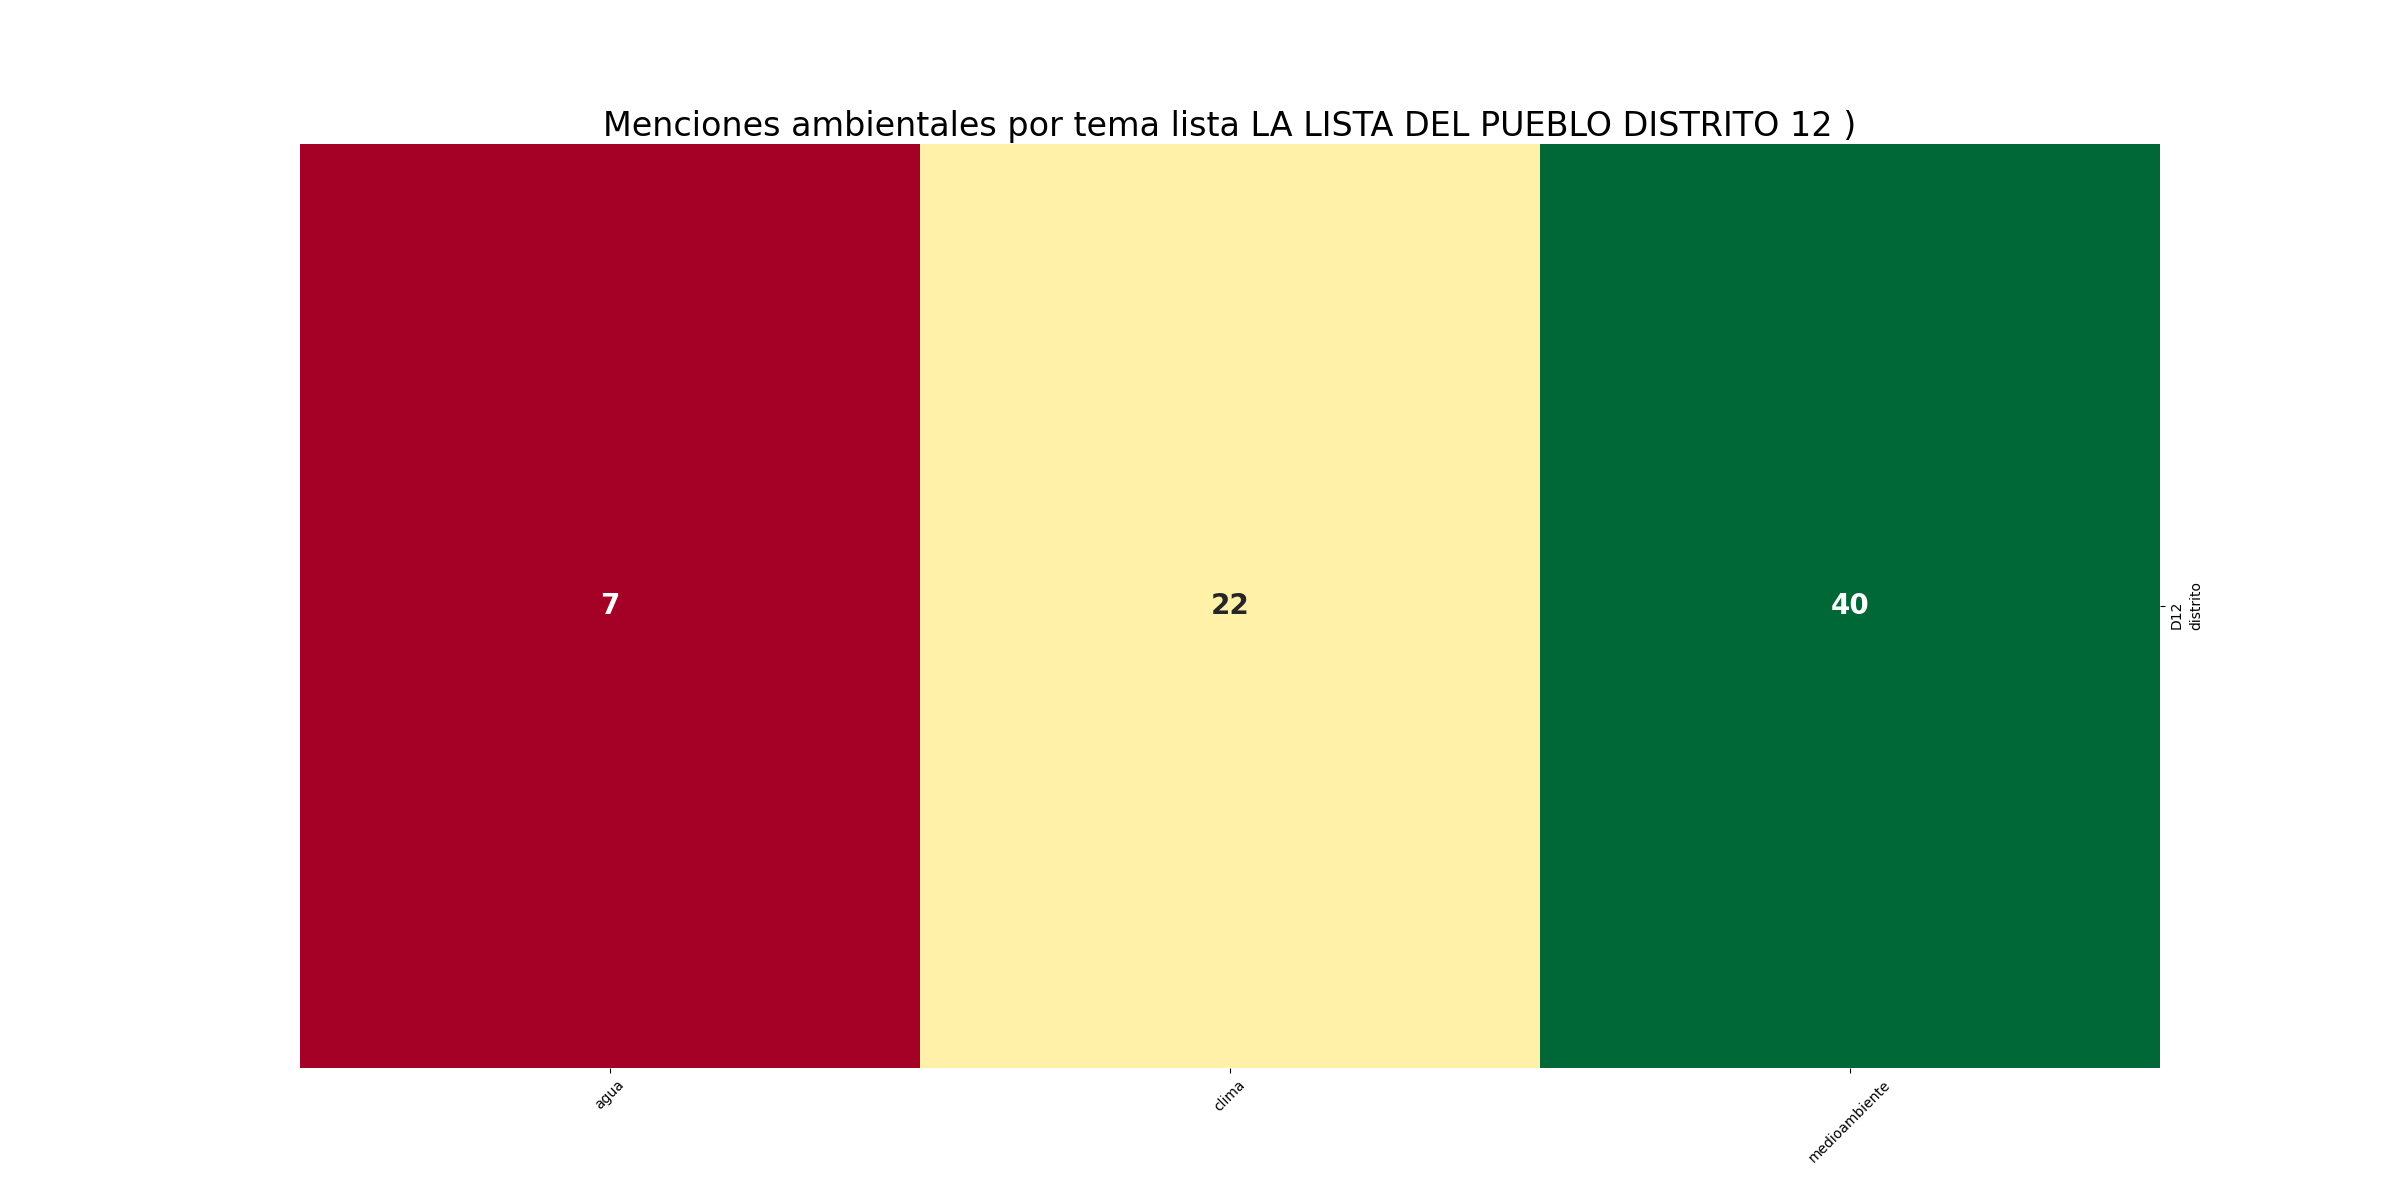 Menciones ambientales por tema lista LA LISTA DEL PUEBLO DISTRITO 12 )
7
22
40
D12
distrito
agua
clima
medioambiente